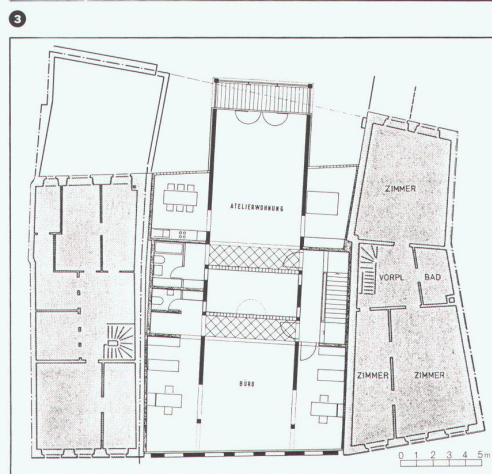 3
ZIMMER
ATELIERWOHNUNG
VORPL.
BAD
ZIMMER
ZIMMER
BÜRO
0 1 2 3 4 5m